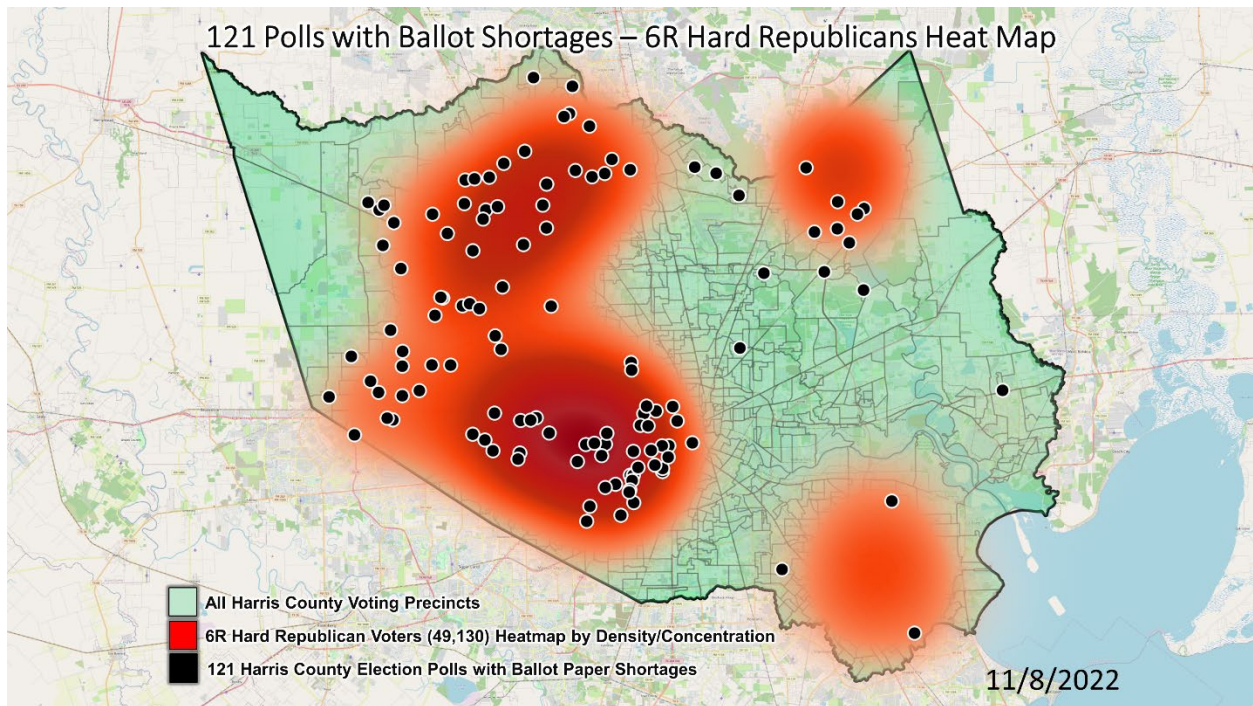 121 Polls with Ballot Shortages – 6R Hard Republicans Heat Map
All Harris County Voting Precincts
6R Hard Republican Voters (49,130) Heatmap by Density/Concentration
121 Harris County Election Polls with Ballot Paper Shortages
11/8/2022